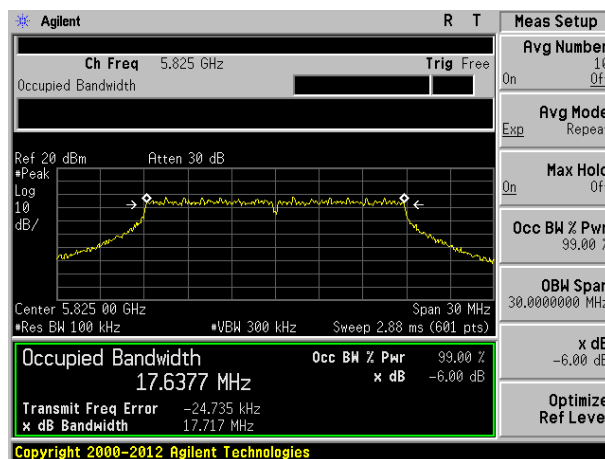 Agilent R T
Meas Setup
Ch Freq 5.825 GHz Trig Free
Occupied Bandwidth
Avg Number
10
On Of
Avg Mode
Exp Repea
Max Hold
On Of
Occ BW % Pwr
99.00 %
OBW Span
30.0000000 MHz
x dB
-6.00 dB
Optimize
Ref Leve
Ref 20 dBm Atten 30 dB
#Peak
Log
10
dB/
Center 5.825 00 GHz Span 30 MHz
#Res BW 100 kHz #VBW 300 kHz Sweep 2.88 ms (601 pts)
Occupied Bandwidth Occ BW % Pwr 99.00 %
17.6377 MHz x dB -6.00 dB
Transmit Freq Error -24.735 kHz
x dB Bandwidth 17.717 MHz
Copyright 2000-2012 Agilent Technologies